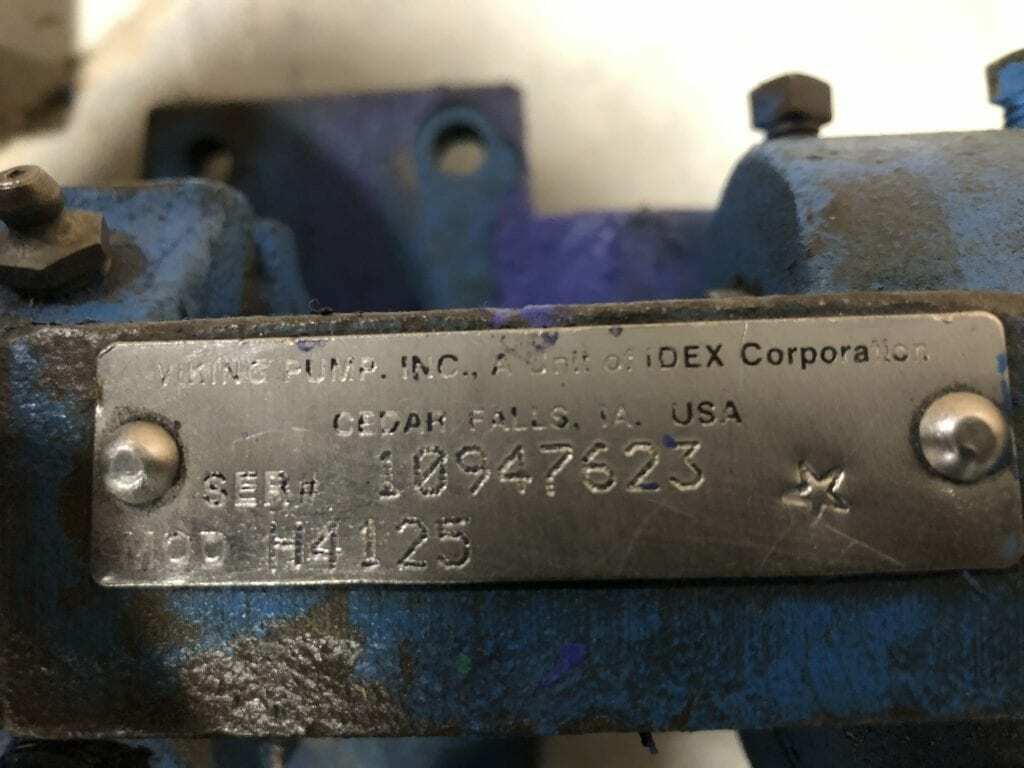 VIKING PUMP, INC., A Unit of IDEX Corporation
CEDAR FALLS, IA. USA
SER# 10947623
MOD H4125